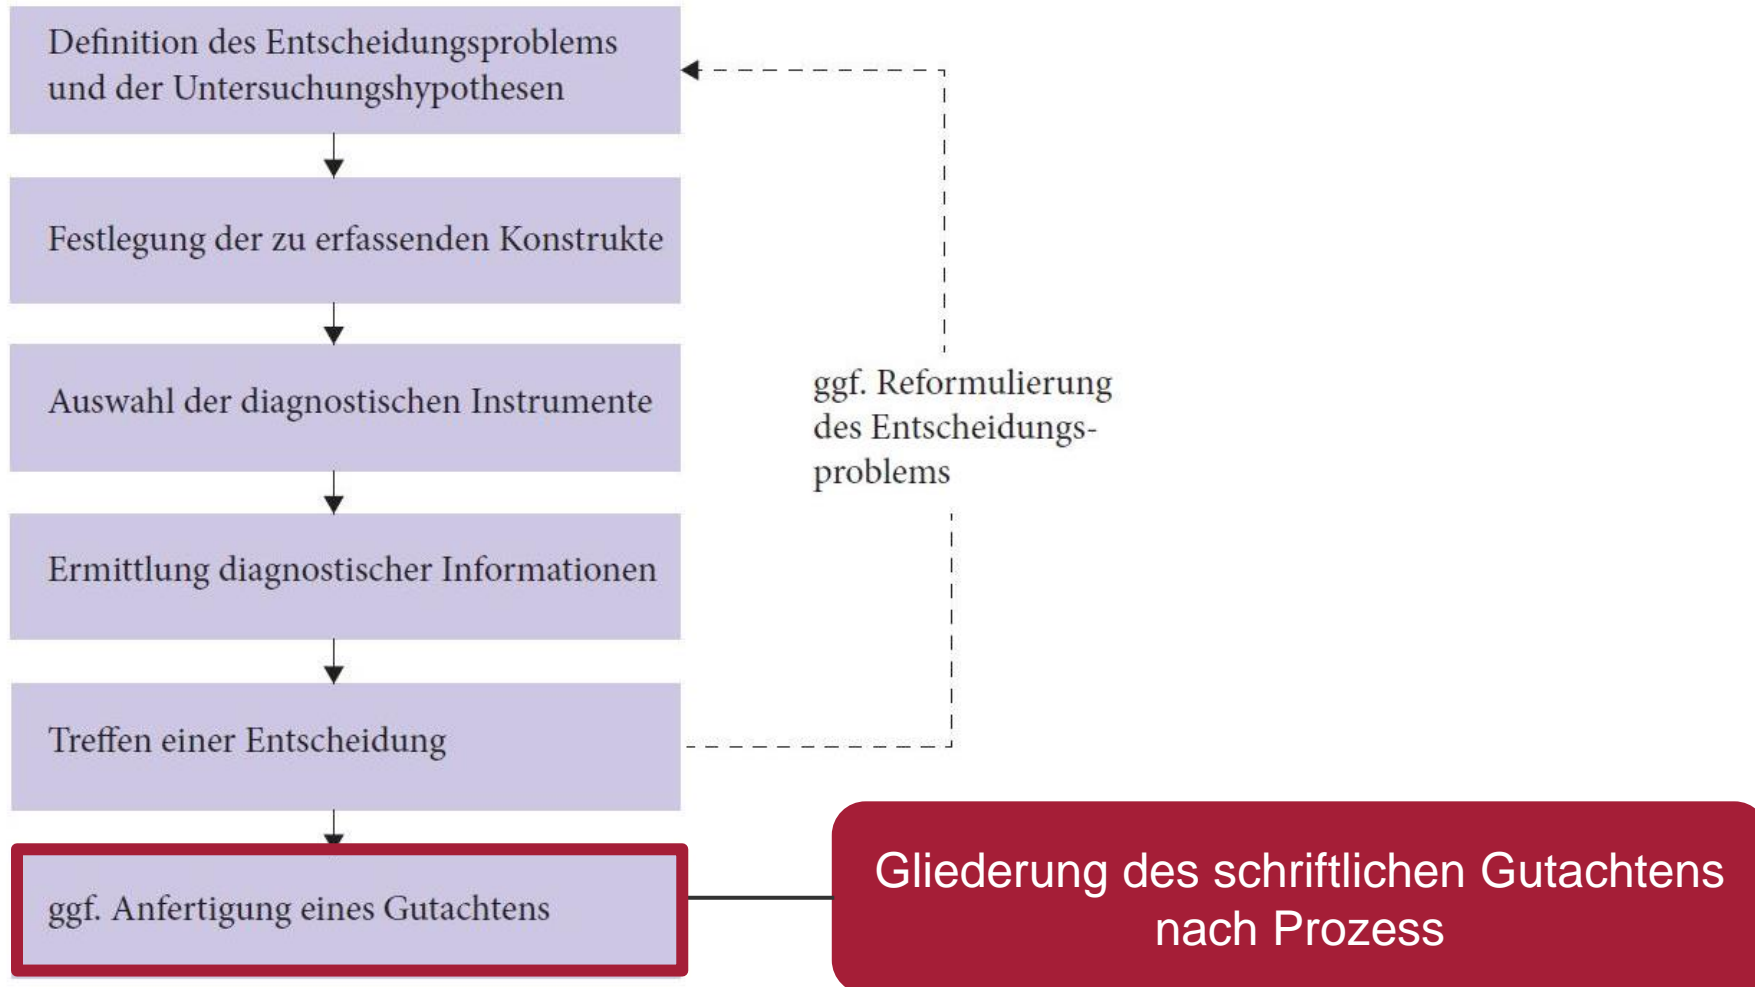 Definition des Entscheidungsproblems
und der Untersuchungshypothesen
Festlegung der zu erfassenden Konstrukte
Auswahl der diagnostischen Instrumente
ggf. Reformulierung
des Entscheidungs-
problems
Ermittlung diagnostischer Informationen
Treffen einer Entscheidung
ggf. Anfertigung eines Gutachtens
Gliederung des schriftlichen Gutachtens
nach Prozess